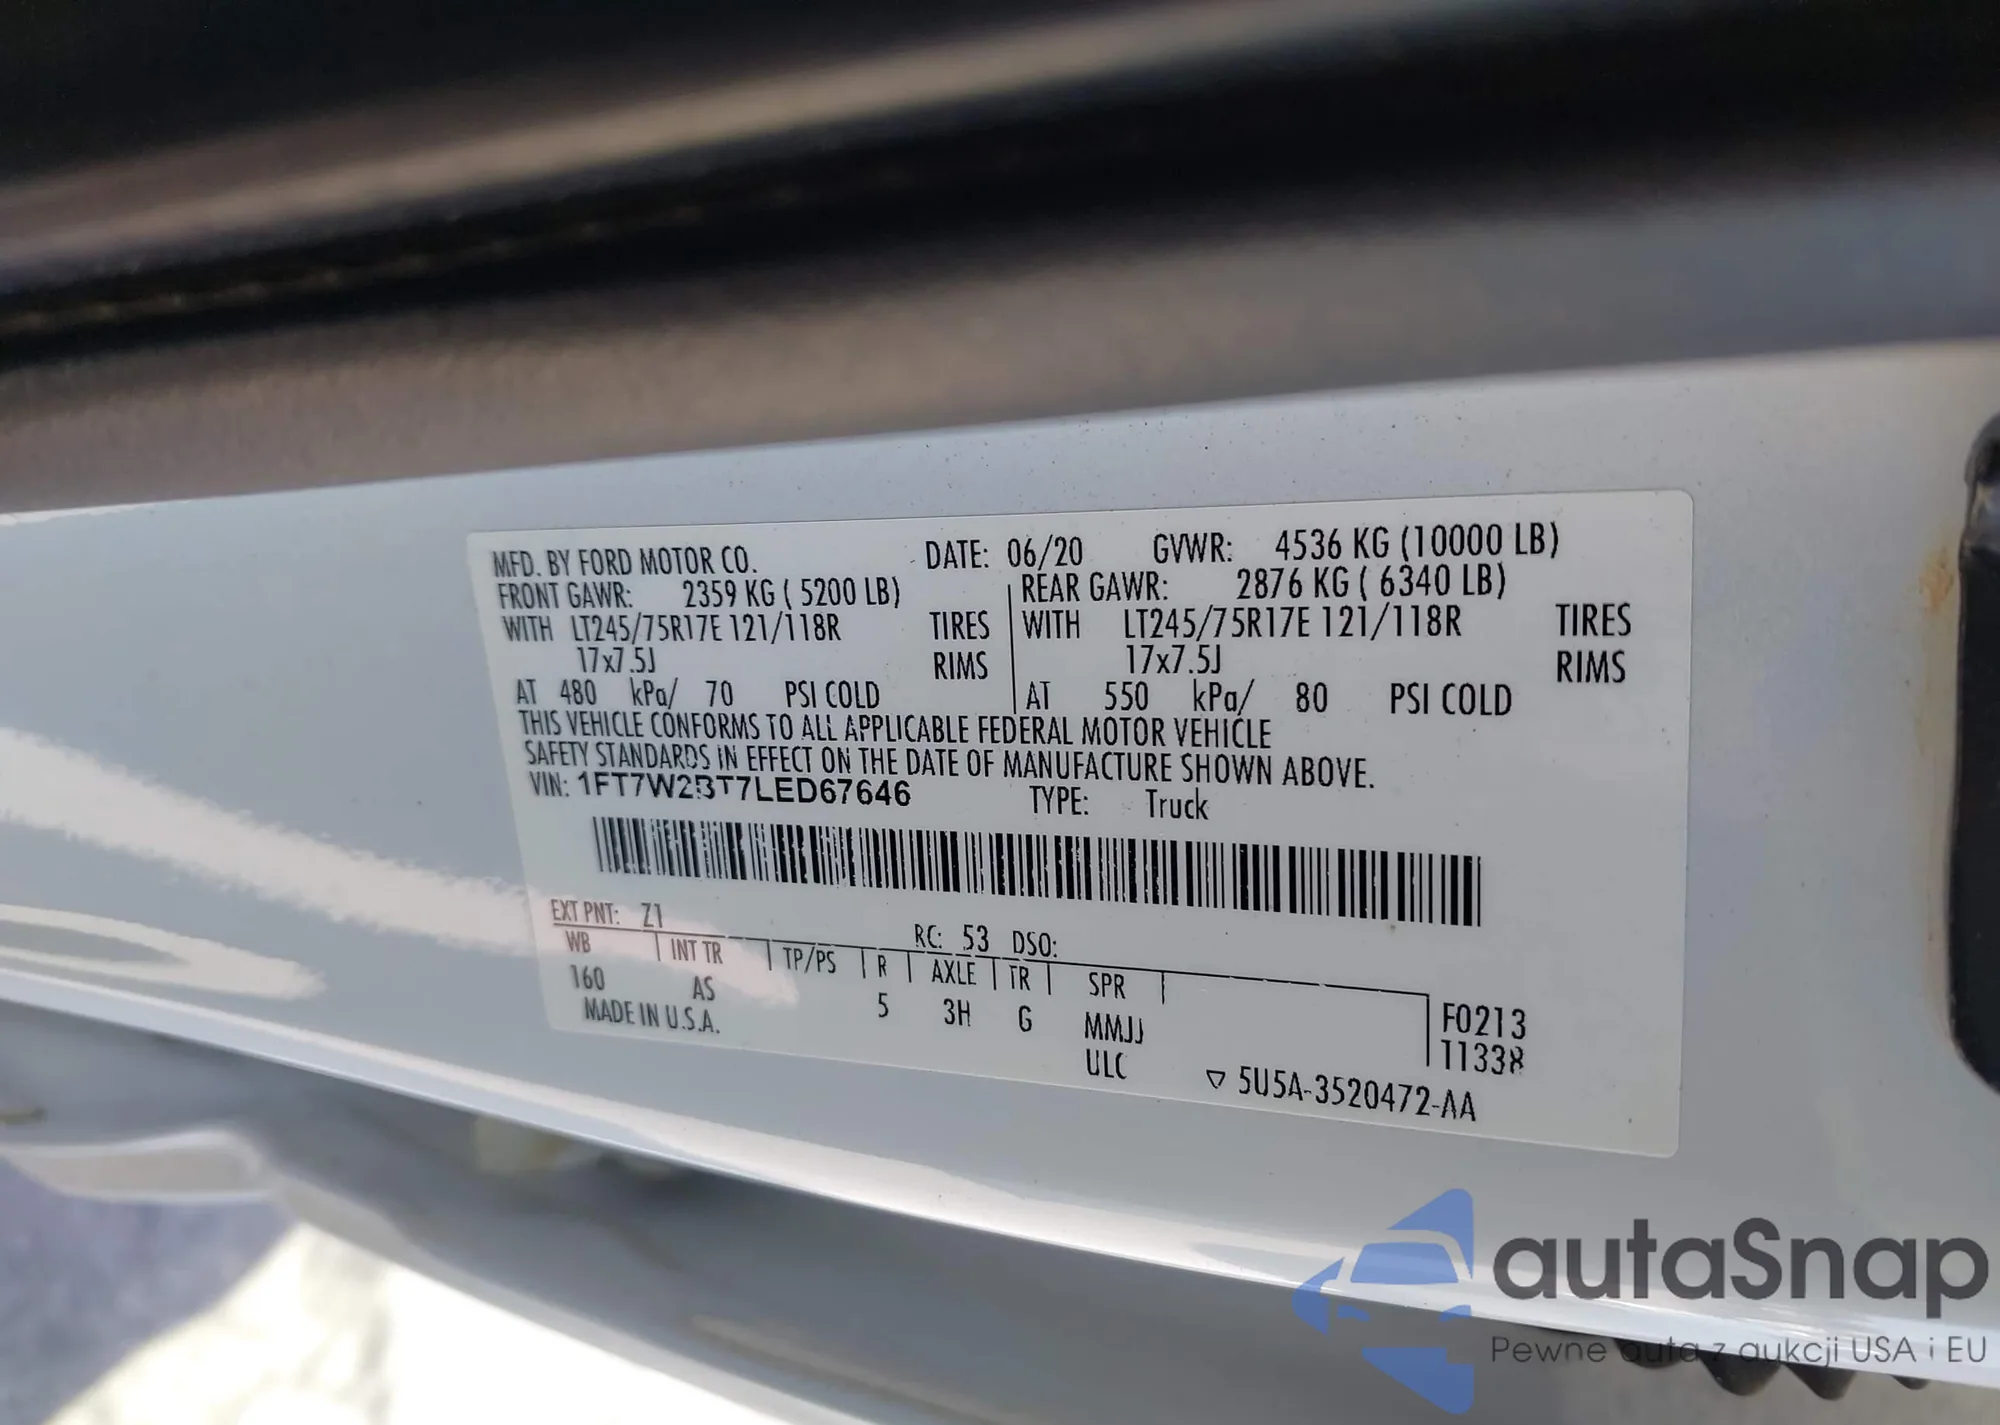 MFD. BY FORD MOTOR CO. DATE: 06/20 GVWR: 4536 KG (10000 LB)
FRONT GAWR: 2359 KG ( 5200 LB) REAR GAWR: 2876 KG ( 6340 LB)
WITH LT245/75R17E 121/118R TIRES WITH LT245/75R17E 121/118R TIRES
17x7.5J RIMS 17x7.5J RIMS
AT 480 kPa/ 70 PSI COLD AT 550 kPa/ 80 PSI COLD
THIS VEHICLE CONFORMS TO ALL APPLICABLE FEDERAL MOTOR VEHICLE
SAFETY STANDARDS IN EFFECT ON THE DATE OF MANUFACTURE SHOWN ABOVE.
VIN: 1FT7W2BT7LED67646 TYPE: Truck
EXT PNT: Z1 RC: 53 DSO:
WB INT TR TP/PS R AXLE TR SPR
160 AS 5 3H G MMJJ F0213
MADE IN U.S.A. ULC 11338
5U5A-3520472-AA
autaSnap
Pewne auta z aukcji USA i EU